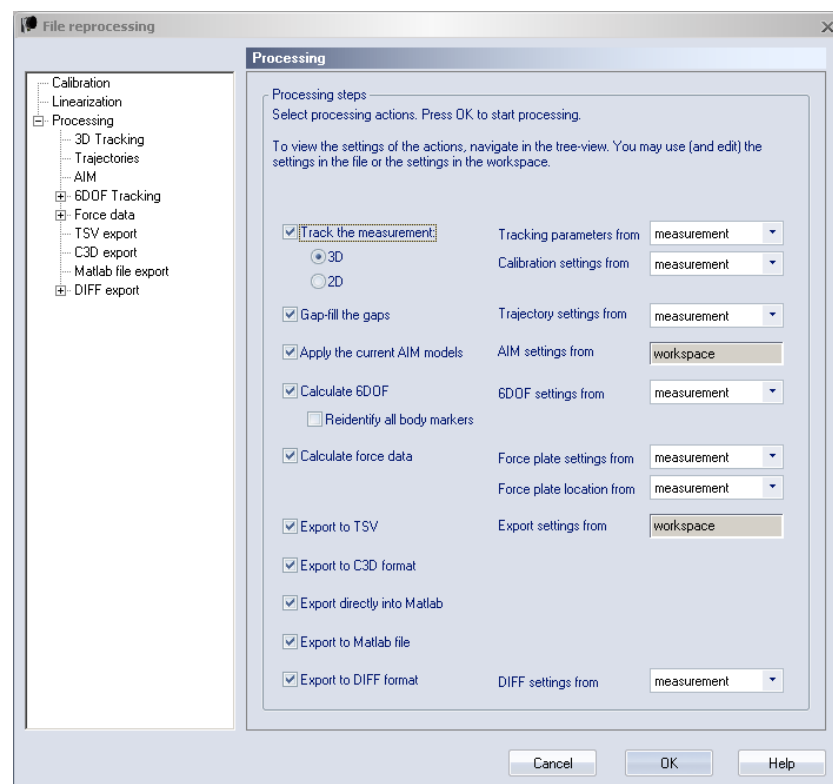 File reprocessing
Processing
Calibration
Linearization
Processing
3D Tracking
Trajectories
AIM
6DOF Tracking
Force data
TSV export
C3D export
Matlab file export
DIFF export
Processing steps
Select processing actions. Press OK to start processing.
To view the settings of the actions, navigate in the tree-view. You may use (and edit) the
settings in the file or the settings in the workspace.
Track the measurement: Tracking parameters from measurement
3D Calibration settings from measurement
2D
Gap-fill the gaps Trajectory settings from measurement
Apply the current AIM models AIM settings from workspace
Calculate 6DOF 6DOF settings from measurement
Reidentify all body markers
Calculate force data Force plate settings from measurement
Force plate location from measurement
Export to TSV Export settings from workspace
Export to C3D format
Export directly into Matlab
Export to Matlab file
Export to DIFF format DIFF settings from measurement
Cancel OK Help